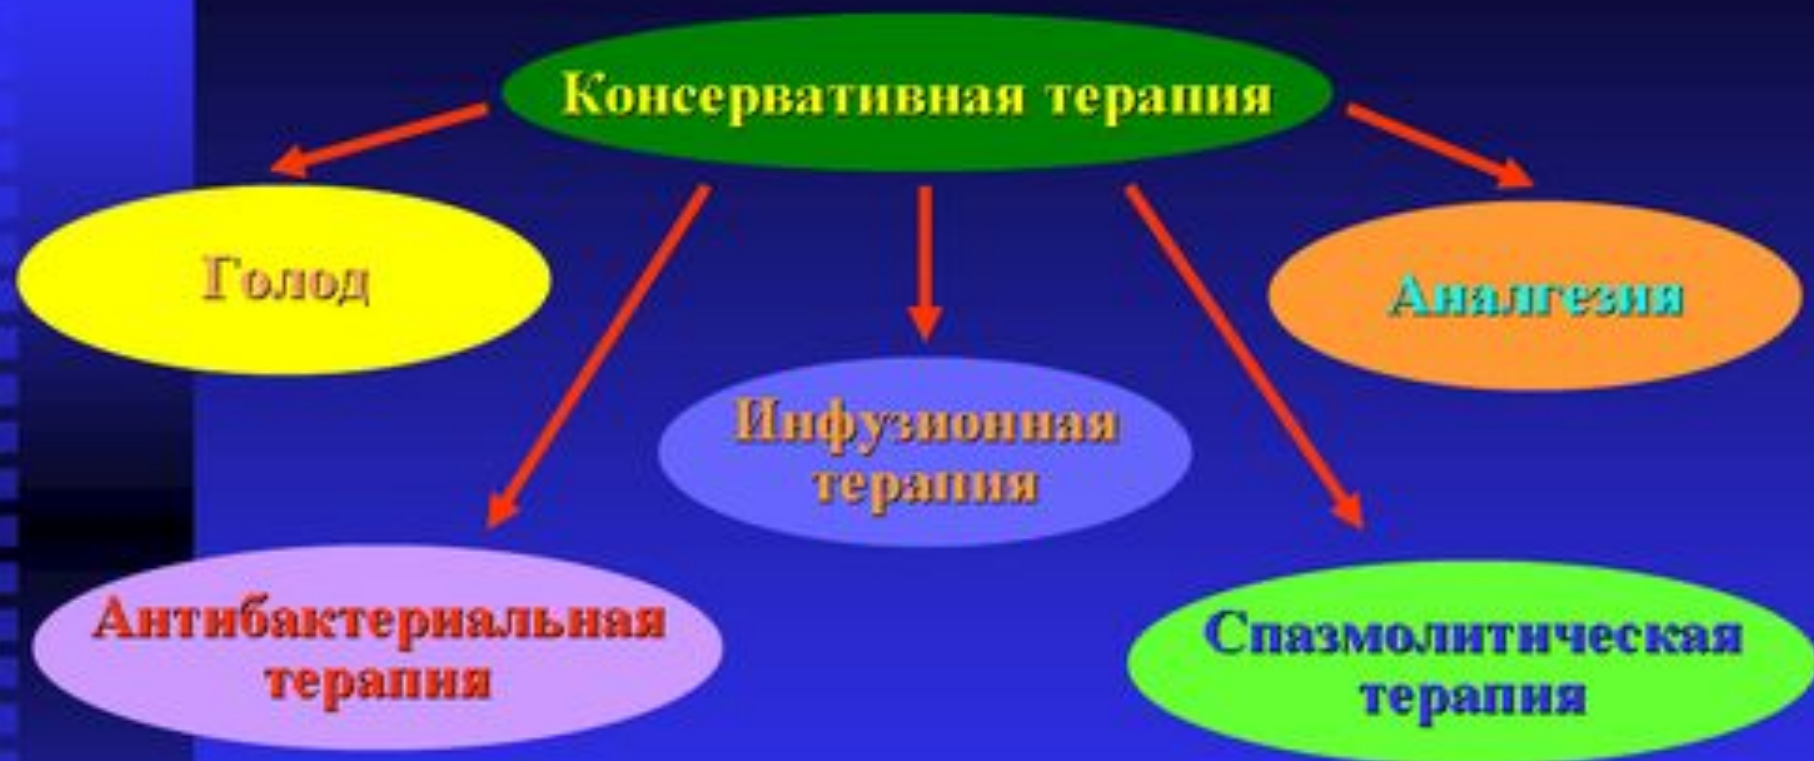 Консервативная терапия
Голод
Аналгезия
Инфузионная
терапия
Антибактериальная
терапия
Спазмолитическая
терапия